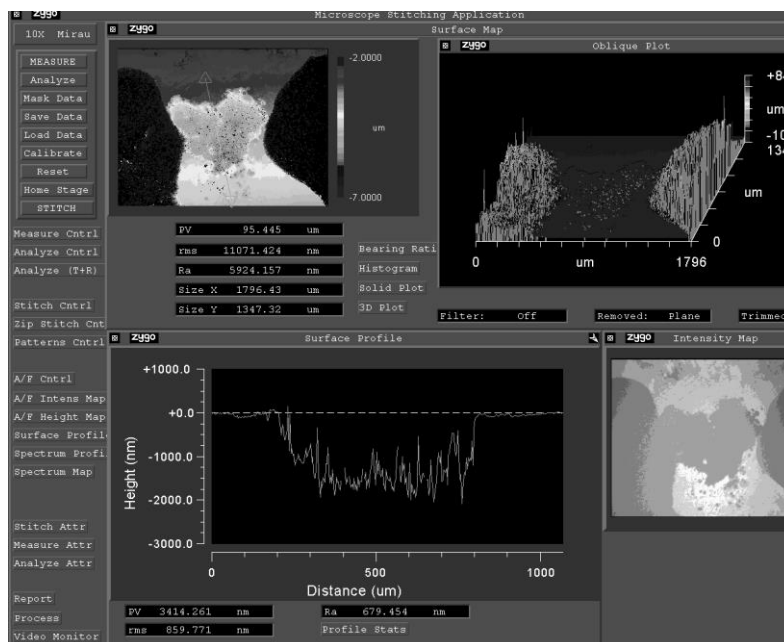 zygo
Microscope Stitching Application
10X Mirau
MEASURE
Analyze
Mask Data
Save Data
Load Data
Calibrate
Reset
Home Stage
STITCH
Measure Cntrl
Analyze Cntrl
Analyze (T+R)
Stitch Cntrl
Zip Stitch Cnt
Patterns Cntrl
A/F Cntrl
A/F Intens Map
A/F Height Map
Surface Profile
Spectrum Profi
Spectrum Map
Stitch Attr
Measure Attr
Analyze Attr
Report
Process
Video Monitor
zygo
Surface Map
-2.0000
um
-7.0000
PV 95.445 um
rms 11071.424 nm
Ra 5924.157 nm
Size X 1796.43 um
Size Y 1347.32 um
Bearing Rati
Histogram
Solid Plot
3D Plot
zygo
Oblique Plot
+8
um
-10
134
um
0
0
um
1796
Filter: Off
Removed: Plane
Trimmed
zygo
Surface Profile
+1000.0
+0.0
-1000.0
-2000.0
-3000.0
Height (nm)
0 500 1000
Distance (um)
PV 3414.261 nm
rms 859.771 nm
Ra 679.454 nm
Profile Stats
zygo
Intensity Map